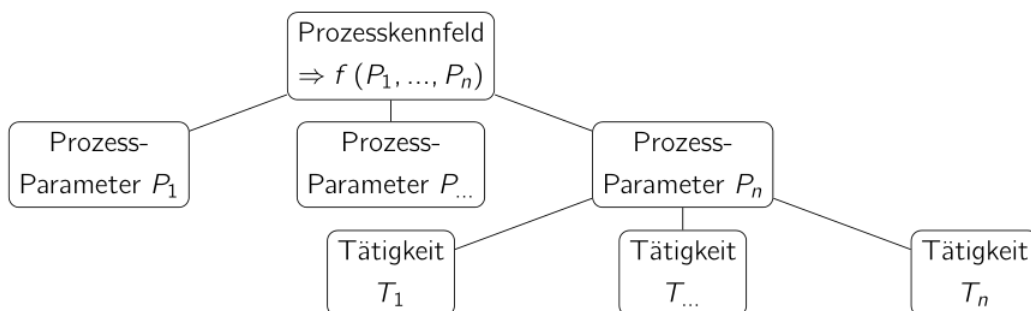 Prozesskennfeld
⇒ f (P₁, ..., Pₙ)
Prozess-
Parameter P₁
Prozess-
Parameter P...
Prozess-
Parameter Pₙ
Tätigkeit
T₁
Tätigkeit
T...
Tätigkeit
Tₙ